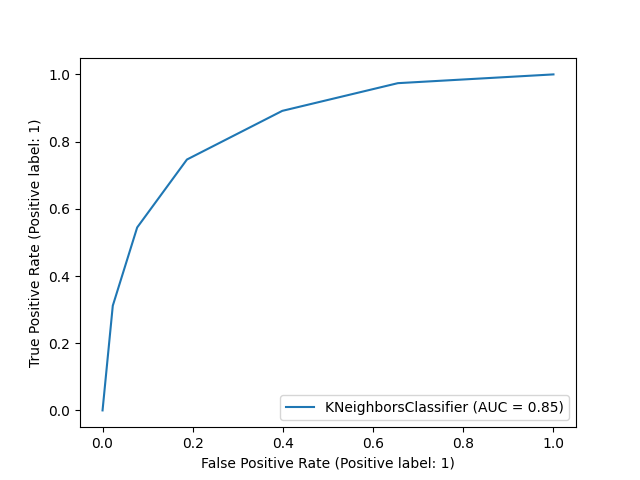 1.0
0.8
0.6
0.4
0.2
0.0
True Positive Rate (Positive label: 1)
KNeighborsClassifier (AUC = 0.85)
0.0 0.2 0.4 0.6 0.8 1.0
False Positive Rate (Positive label: 1)